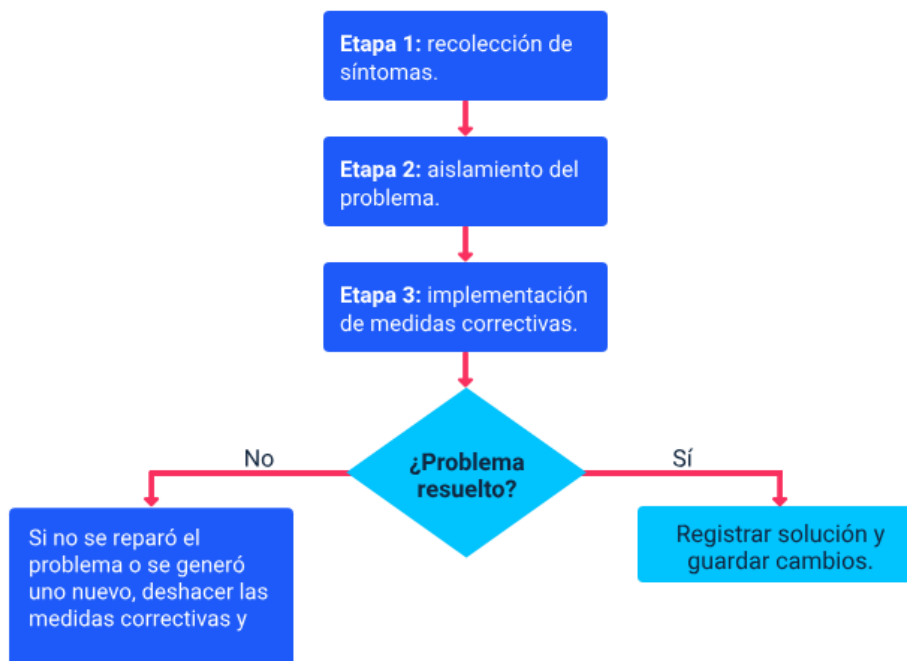 Etapa 1: recolección de
síntomas.
Etapa 2: aislamiento del
problema.
Etapa 3: implementación
de medidas correctivas.
¿Problema
resuelto?
No
Sí
Si no se reparó el
problema o se generó
uno nuevo, deshacer las
medidas correctivas y
Registrar solución y
guardar cambios.